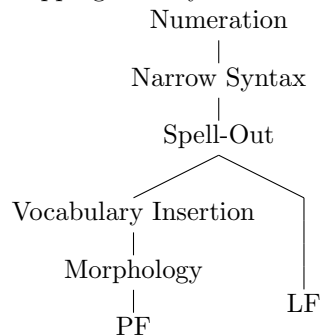 Numeration
Narrow Syntax
Spell-Out
Vocabulary Insertion
Morphology
LF
PF